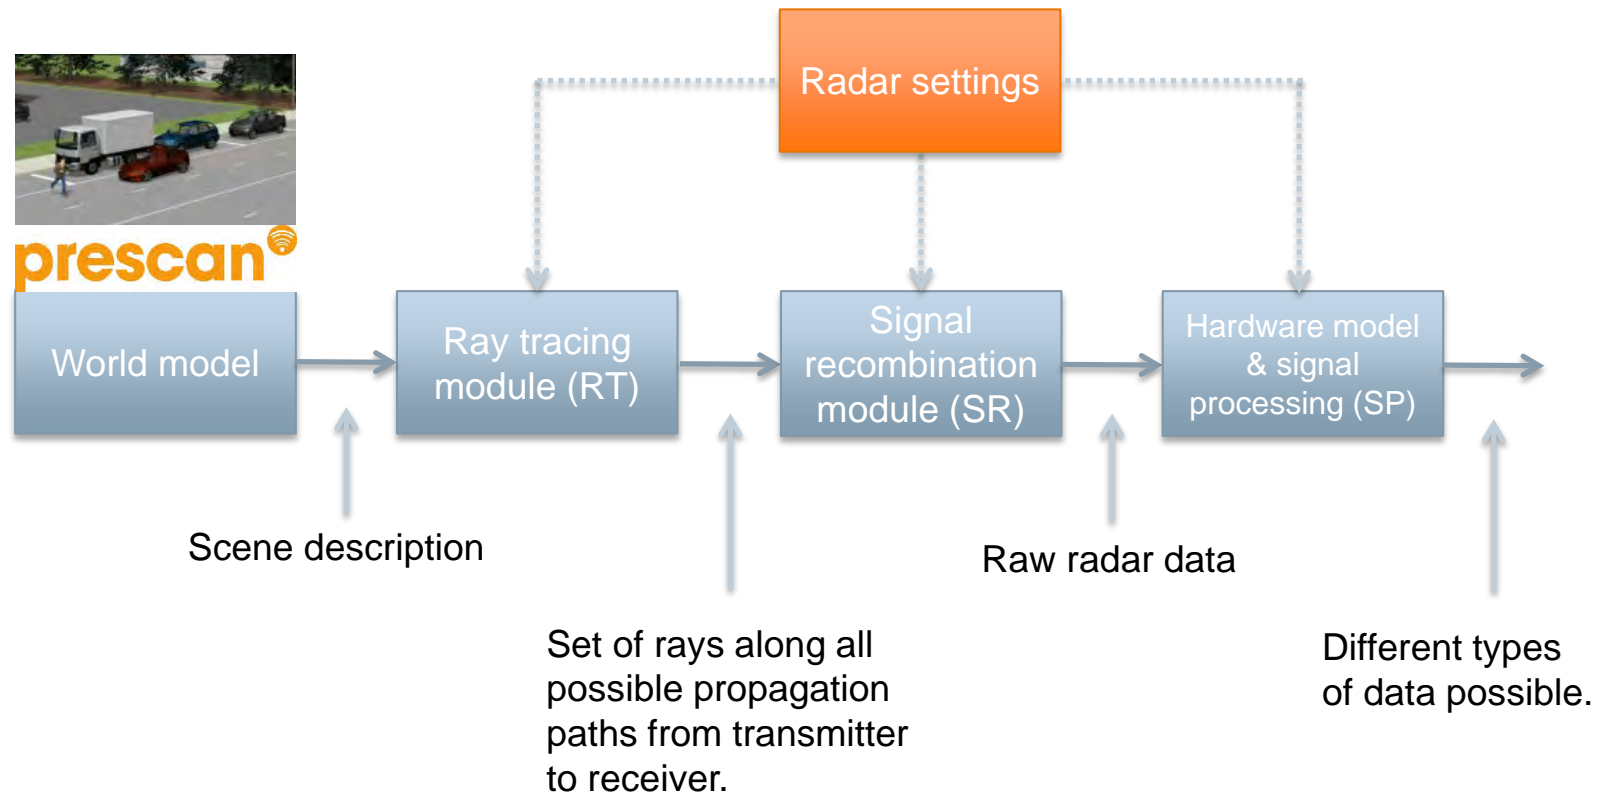 Radar settings
prescan
World model
Ray tracing
module (RT)
Signal
recombination
module (SR)
Hardware model
& signal
processing (SP)
Scene description
Set of rays along all
possible propagation
paths from transmitter
to receiver.
Raw radar data
Different types
of data possible.